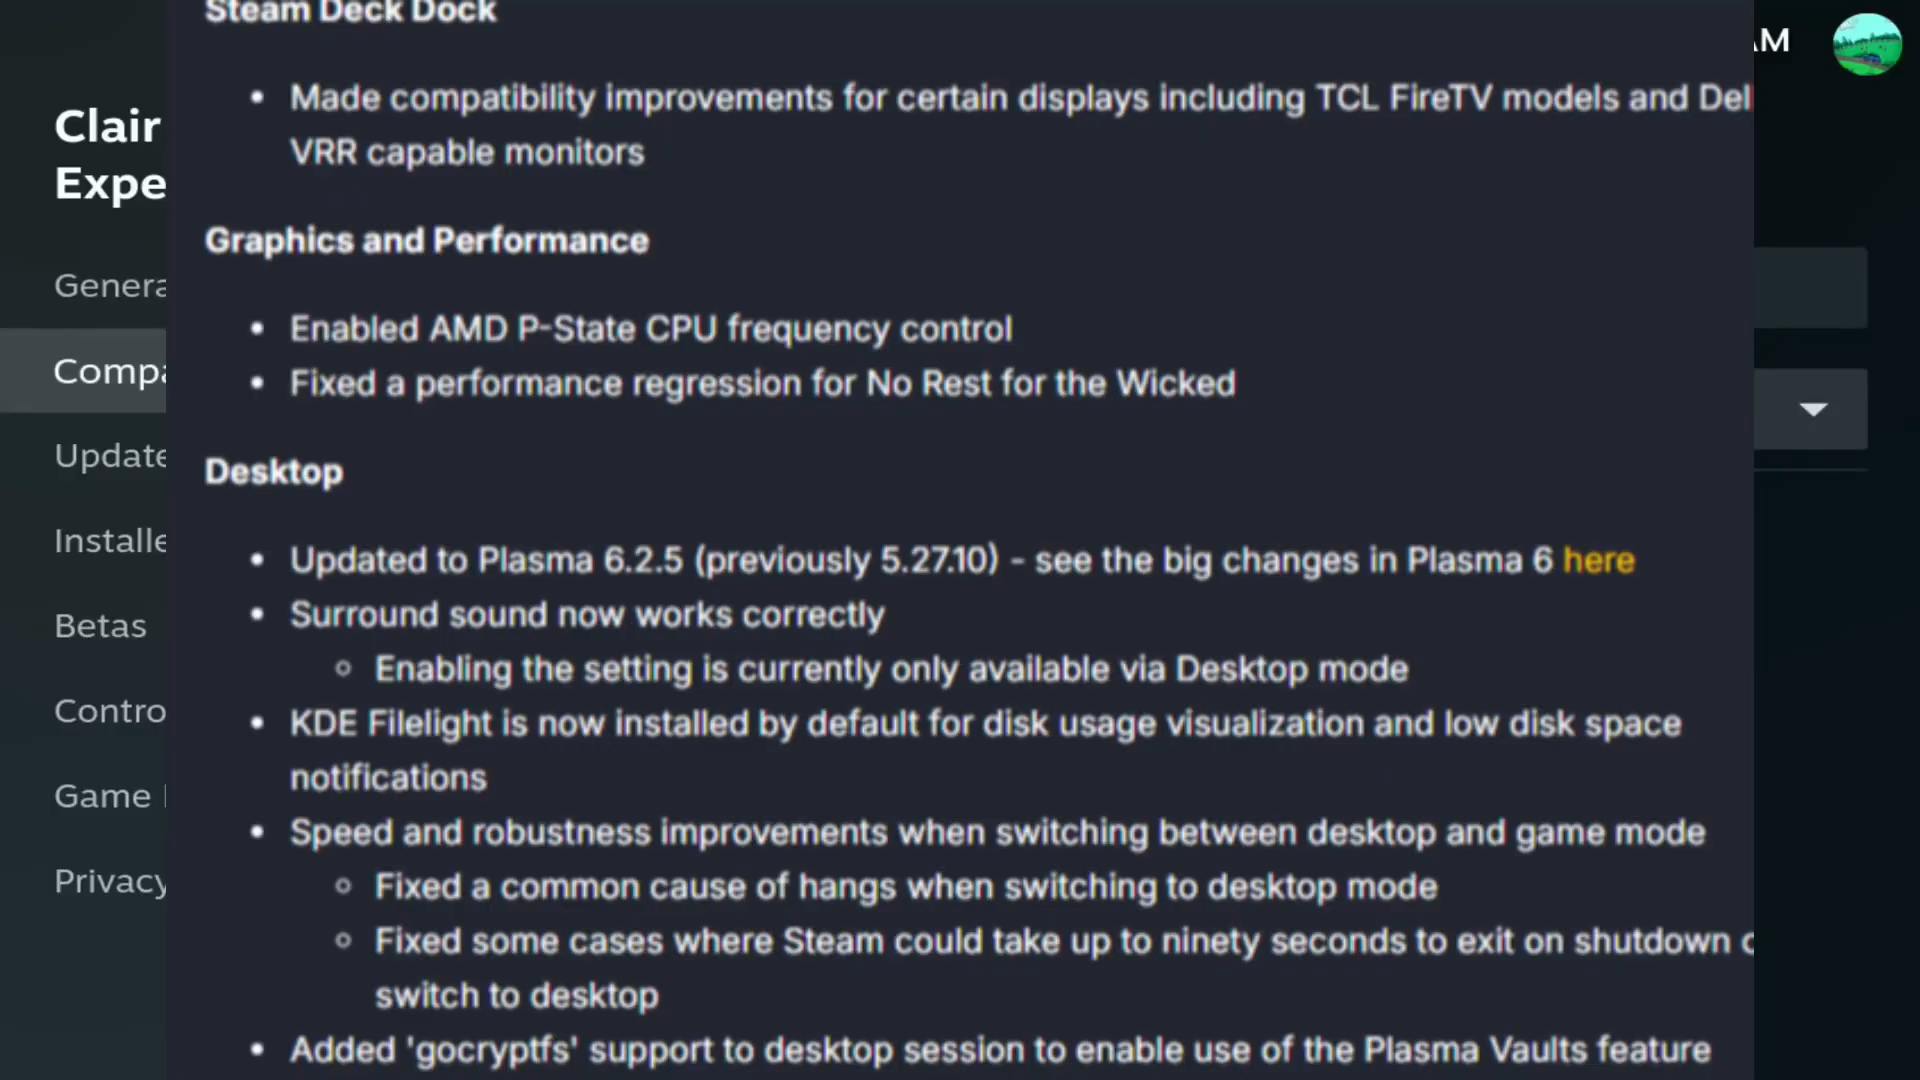 Steam Deck Dock
AM
• Made compatibility improvements for certain displays including TCL FireTV models and Dell
VRR capable monitors
Clair
Expe
Graphics and Performance
Genera
• Enabled AMD P-State CPU frequency control
Compa
• Fixed a performance regression for No Rest for the Wicked
Update
Desktop
Installe
• Updated to Plasma 6.2.5 (previously 5.27.10) - see the big changes in Plasma 6 here
Betas
• Surround sound now works correctly
◦ Enabling the setting is currently only available via Desktop mode
Contro
• KDE Filelight is now installed by default for disk usage visualization and low disk space
notifications
Game
• Speed and robustness improvements when switching between desktop and game mode
Privacy
◦ Fixed a common cause of hangs when switching to desktop mode
◦ Fixed some cases where Steam could take up to ninety seconds to exit on shutdown
switch to desktop
• Added 'gocryptfs' support to desktop session to enable use of the Plasma Vaults feature